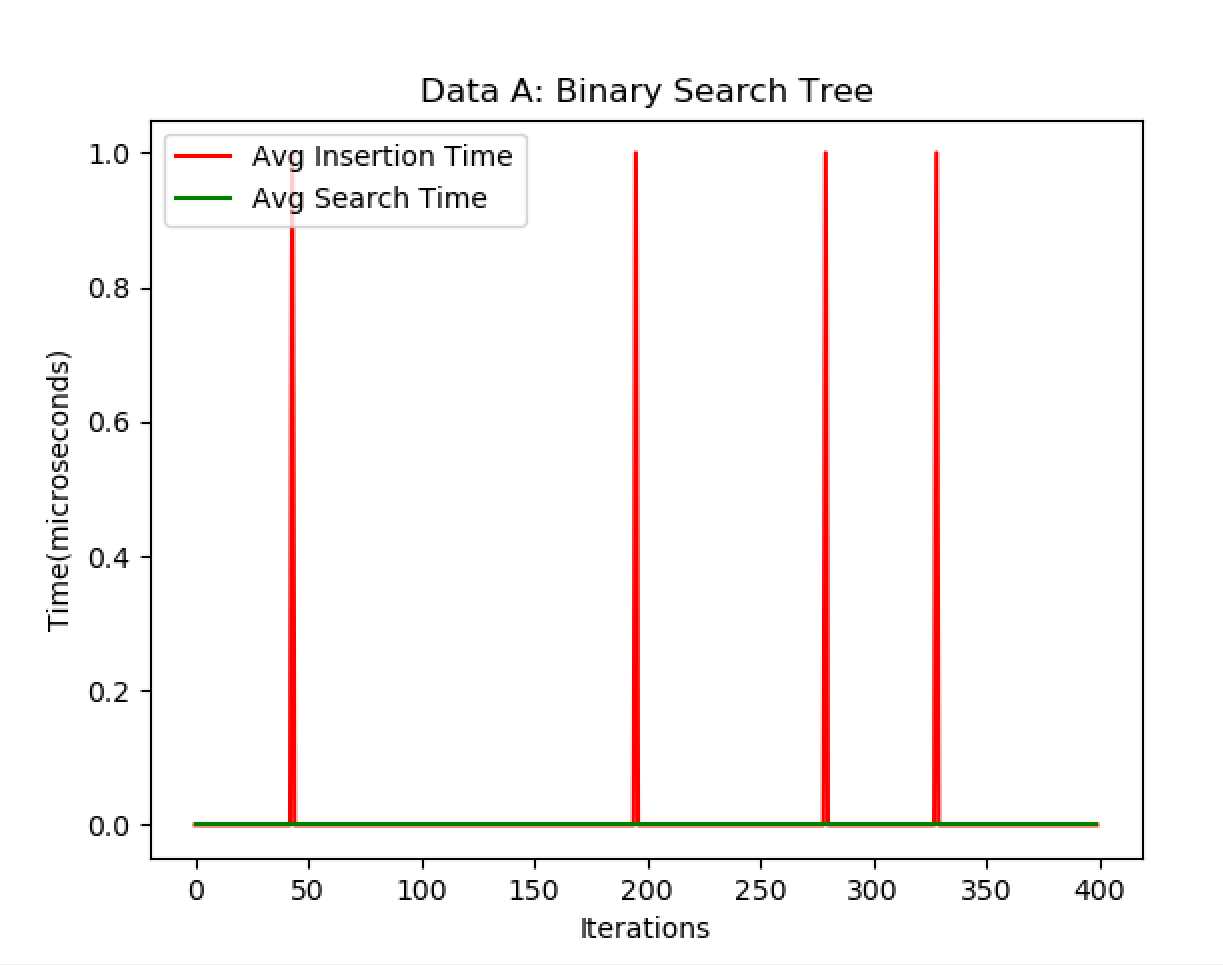 Data A: Binary Search Tree
Avg Insertion Time
Avg Search Time
1.0
0.8
0.6
0.4
0.2
0.0
Time(microseconds)
0 50 100 150 200 250 300 350 400
Iterations